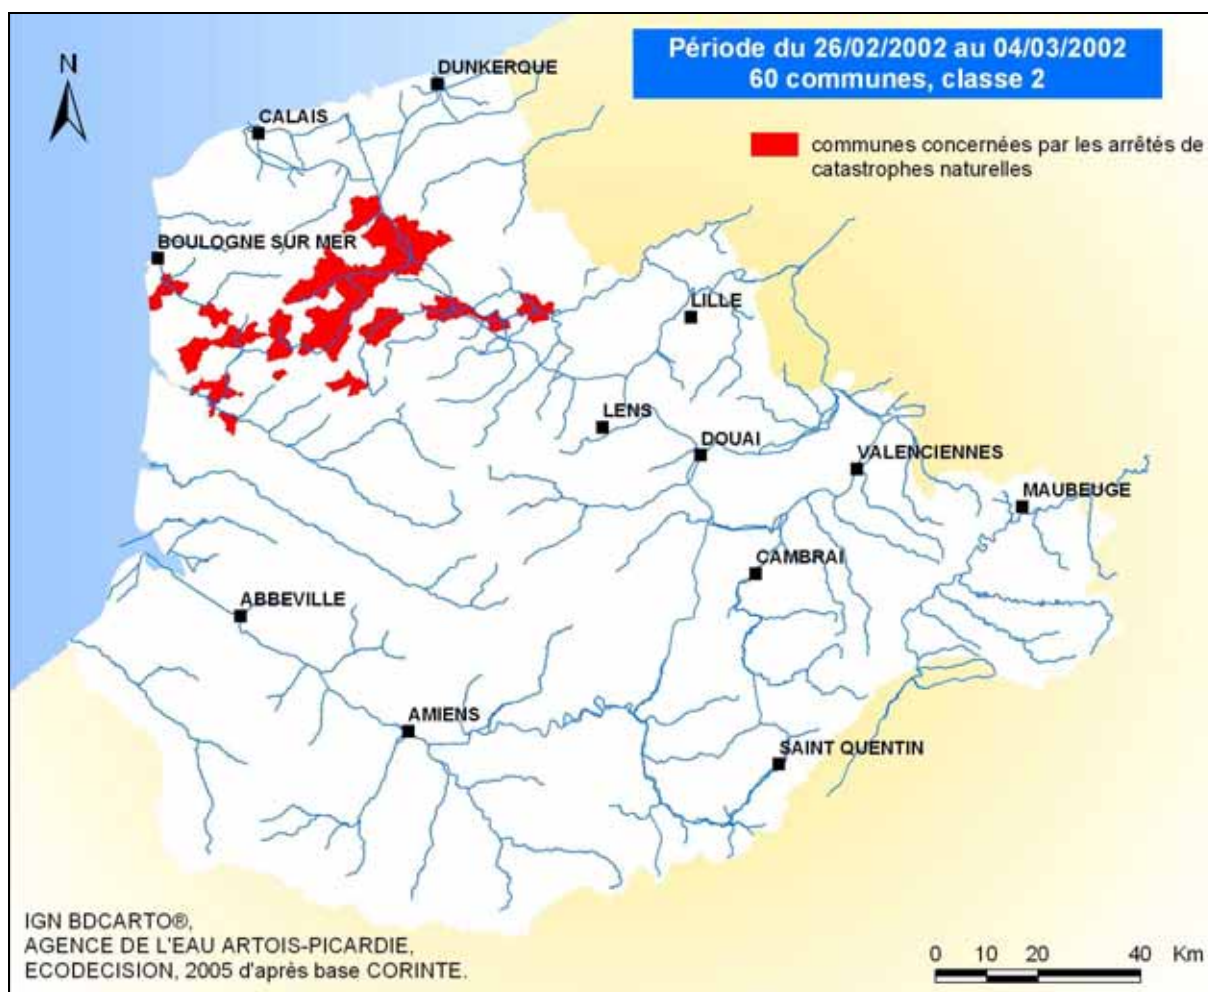 Période du 26/02/2002 au 04/03/2002
60 communes, classe 2
N
DUNKERQUE
CALAIS
communes concernées par les arrêtés de
catastrophes naturelles
BOULOGNE SUR MER
LILLE
LENS
DOUAI
VALENCIENNES
MAUBEUGE
CAMBRAI
ABBEVILLE
AMIENS
SAINT QUENTIN
IGN BDCARTO®,
AGENCE DE L'EAU ARTOIS-PICARDIE,
ECODECISION, 2005 d'après base CORINTE.
0 10 20 40 Km